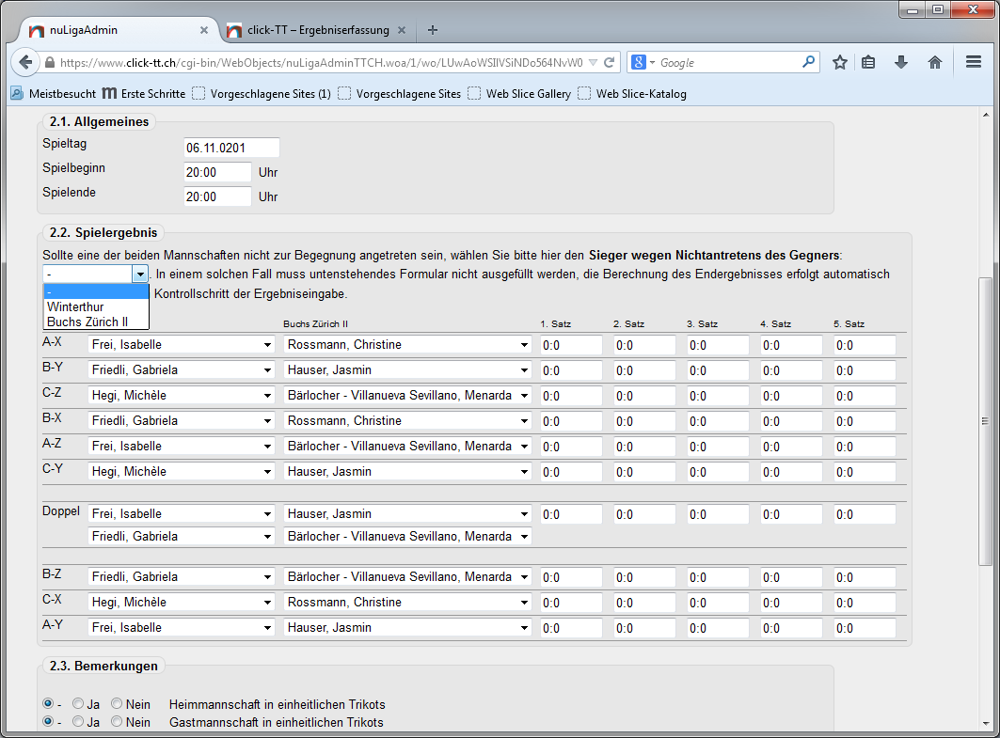 nuLigaAdmin
click-TT – Ergebniserfassung
https://www.click-tt.ch/cgi-bin/WebObjects/nuLigaAdminTTCH.woa/1/wo/LUwAoWSIIVSiNDo564NvW0
Google
Meistbesucht Erste Schritte Vorgeschlagene Sites (1) Vorgeschlagene Sites Web Slice Gallery Web Slice-Katalog
2.1. Allgemeines
Spieltag 06.11.0201
Spielbeginn 20:00 Uhr
Spielende 20:00 Uhr
2.2. Spielergebnis
Sollte eine der beiden Mannschaften nicht zur Begegnung angetreten sein, wählen Sie bitte hier den Sieger wegen Nichtantretens des Gegners:
- . In einem solchen Fall muss untenstehendes Formular nicht ausgefüllt werden, die Berechnung des Endergebnisses erfolgt automatisch
- Kontrollschritt der Ergebniseingabe.
Winterthur
Buchs Zürich II
Buchs Zürich II 1. Satz 2. Satz 3. Satz 4. Satz 5. Satz
A-X Frei, Isabelle Rossmann, Christine 0:0 0:0 0:0 0:0 0:0
B-Y Friedli, Gabriela Hauser, Jasmin 0:0 0:0 0:0 0:0 0:0
C-Z Hegi, Michèle Bärlocher - Villanueva Sevillano, Menarda 0:0 0:0 0:0 0:0 0:0
B-X Friedli, Gabriela Rossmann, Christine 0:0 0:0 0:0 0:0 0:0
A-Z Frei, Isabelle Bärlocher - Villanueva Sevillano, Menarda 0:0 0:0 0:0 0:0 0:0
C-Y Hegi, Michèle Hauser, Jasmin 0:0 0:0 0:0 0:0 0:0
Doppel Frei, Isabelle Hauser, Jasmin 0:0 0:0 0:0 0:0 0:0
Friedli, Gabriela Bärlocher - Villanueva Sevillano, Menarda
B-Z Friedli, Gabriela Bärlocher - Villanueva Sevillano, Menarda 0:0 0:0 0:0 0:0 0:0
C-X Hegi, Michèle Rossmann, Christine 0:0 0:0 0:0 0:0 0:0
A-Y Frei, Isabelle Hauser, Jasmin 0:0 0:0 0:0 0:0 0:0
2.3. Bemerkungen
- Ja Nein Heimmannschaft in einheitlichen Trikots
- Ja Nein Gastmannschaft in einheitlichen Trikots